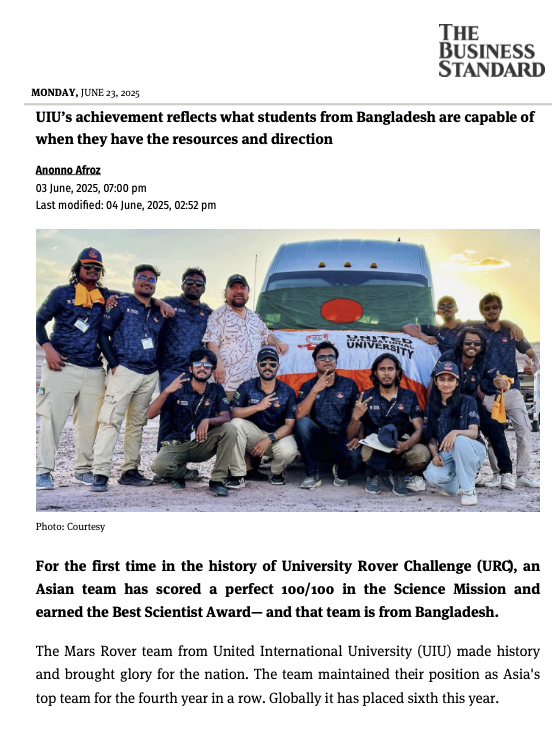 THE
BUSINESS
STANDARD
MONDAY, JUNE 23, 2025
UIU’s achievement reflects what students from Bangladesh are capable of
when they have the resources and direction
Anonno Afroz
03 June, 2025, 07:00 pm
Last modified: 04 June, 2025, 02:52 pm
UNITED
INTERNATIONAL
UNIVERSITY
Photo: Courtesy
For the first time in the history of University Rover Challenge (URC), an
Asian team has scored a perfect 100/100 in the Science Mission and
earned the Best Scientist Award— and that team is from Bangladesh.
The Mars Rover team from United International University (UIU) made history
and brought glory for the nation. The team maintained their position as Asia's
top team for the fourth year in a row. Globally it has placed sixth this year.